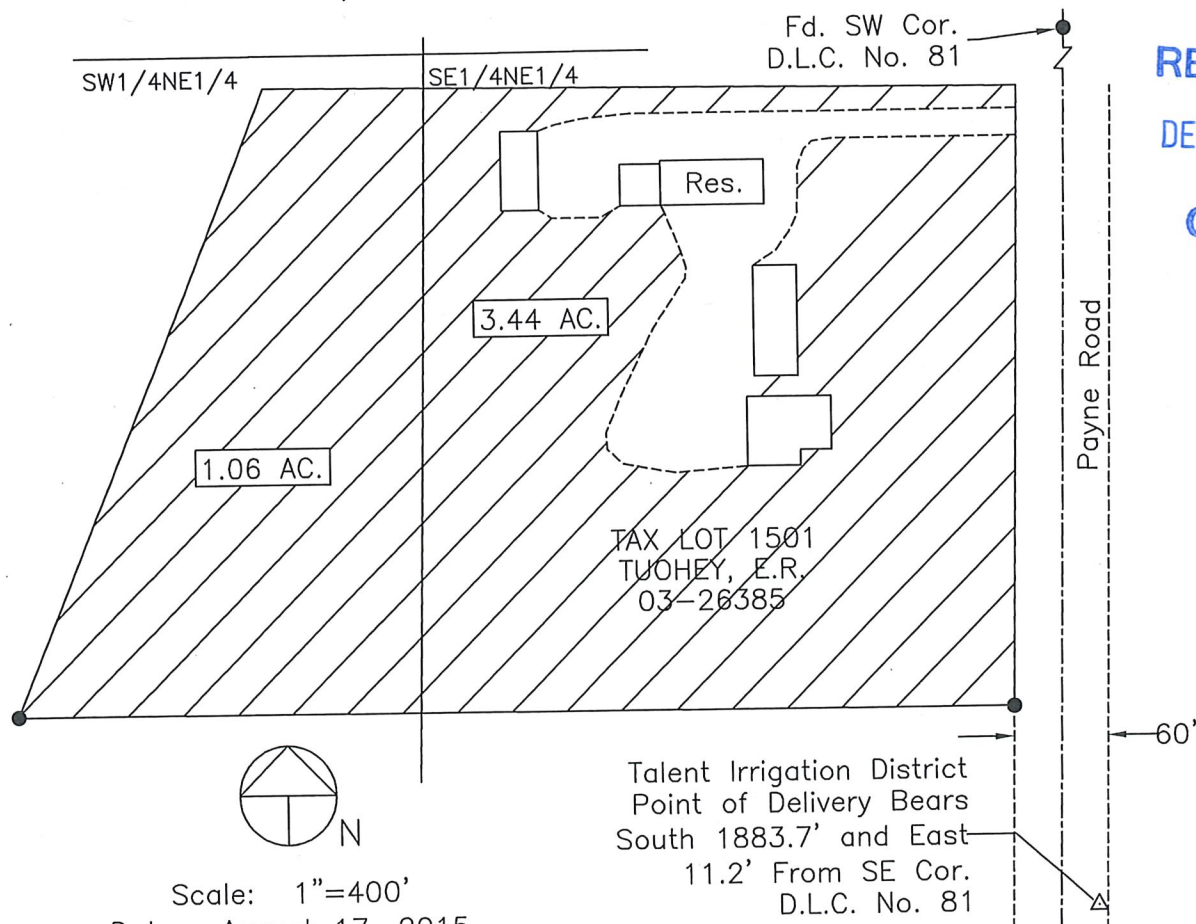 Fd. SW Cor.
D.L.C. No. 81
SW1/4NE1/4
SE1/4NE1/4
Res.
3.44 AC.
Payne Road
1.06 AC.
TAX LOT 1501
TUOHEY, E.R.
03-26385
60'
Talent Irrigation District
Point of Delivery Bears
South 1883.7' and East
11.2' From SE Cor.
D.L.C. No. 81
N
Scale: 1"=400'